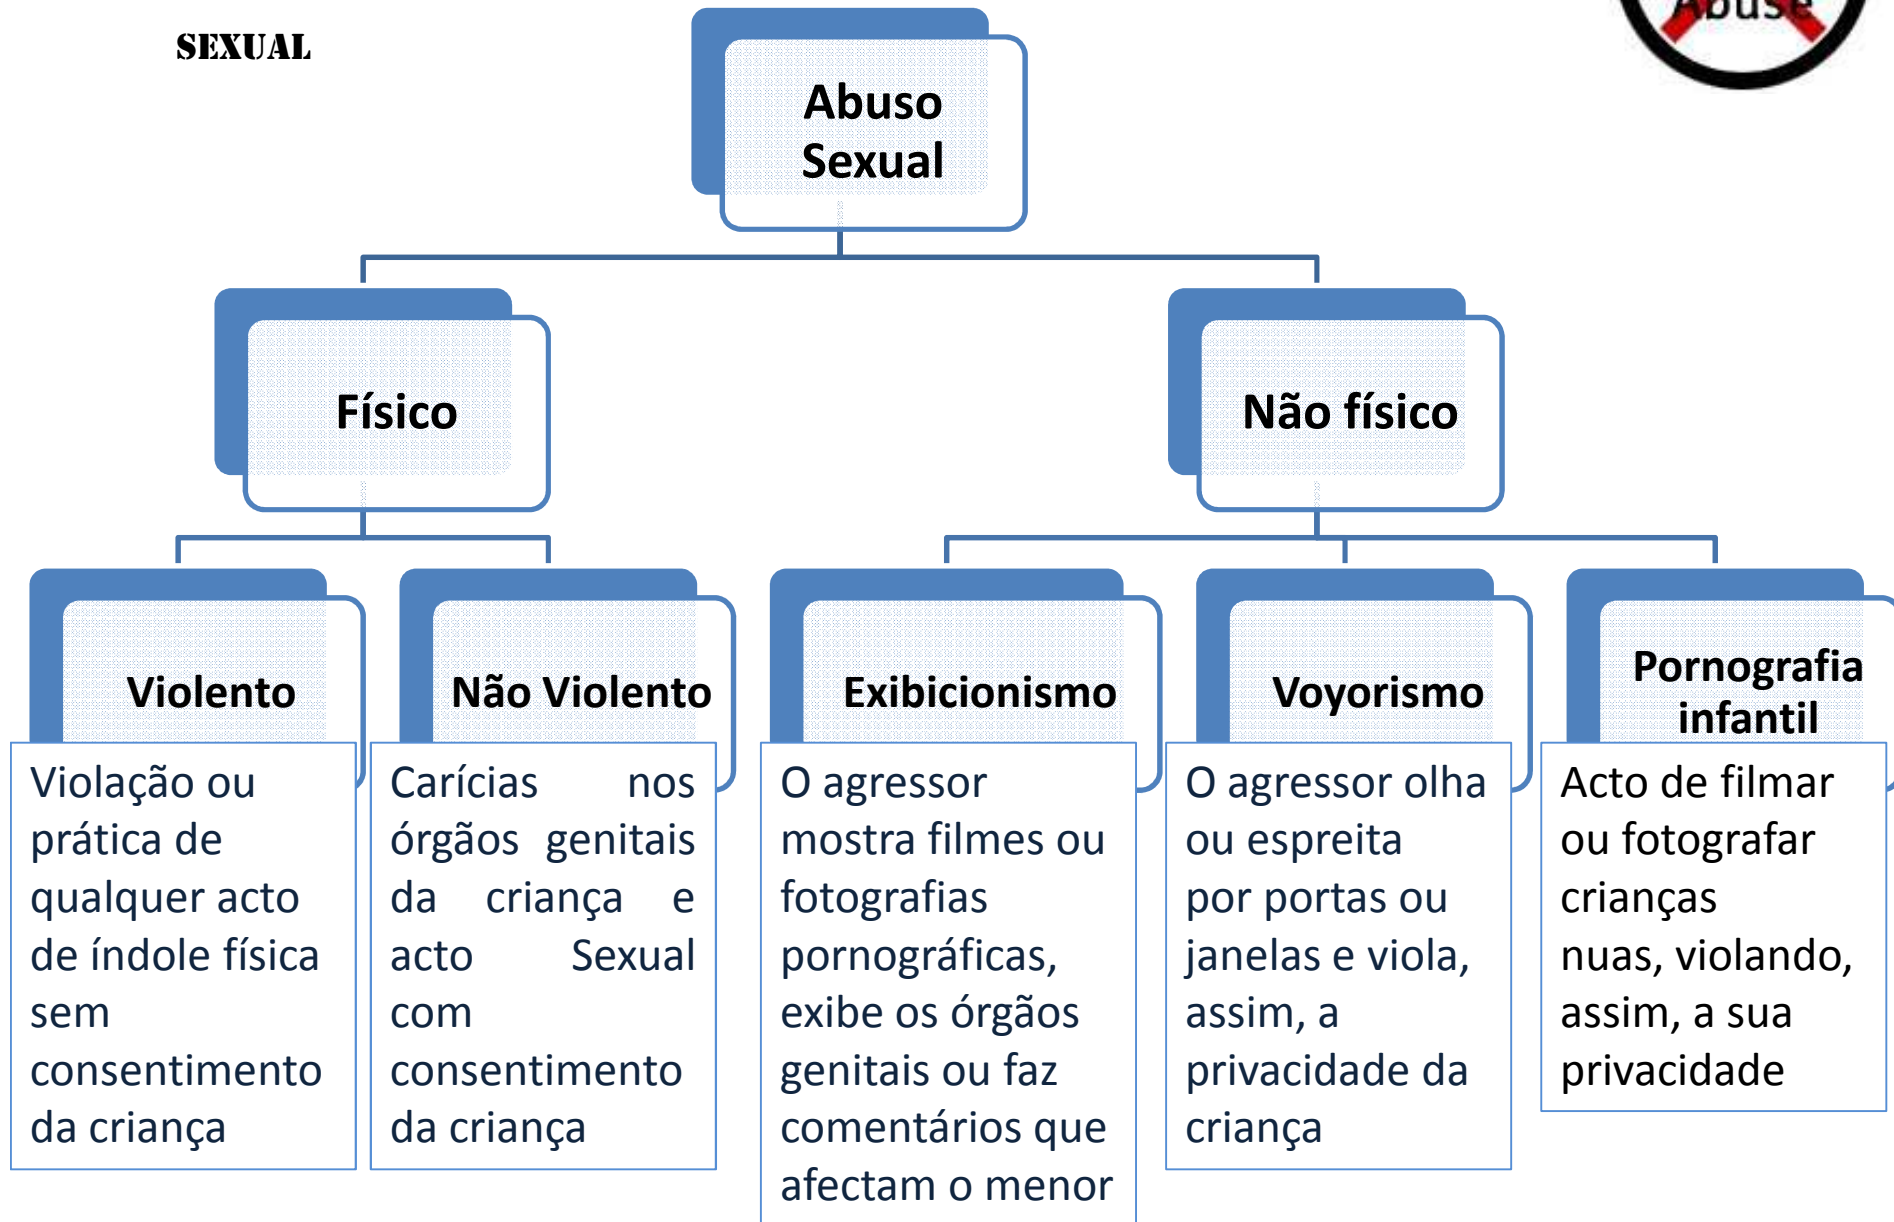 SEXUAL
Abuse
Abuso
Sexual
Físico
Não físico
Violento
Não Violento
Exibicionismo
Voyorismo
Pornografia
infantil
Violação ou
prática de
qualquer acto
de índole física
sem
consentimento
da criança
Carícias nos
órgãos genitais
da criança e
acto Sexual
com
consentimento
da criança
O agressor
mostra filmes ou
fotografias
pornográficas,
exibe os órgãos
genitais ou faz
comentários que
afectam o menor
O agressor olha
ou espreita
por portas ou
janelas e viola,
assim, a
privacidade da
criança
Acto de filmar
ou fotografar
crianças
nuas, violando,
assim, a sua
privacidade